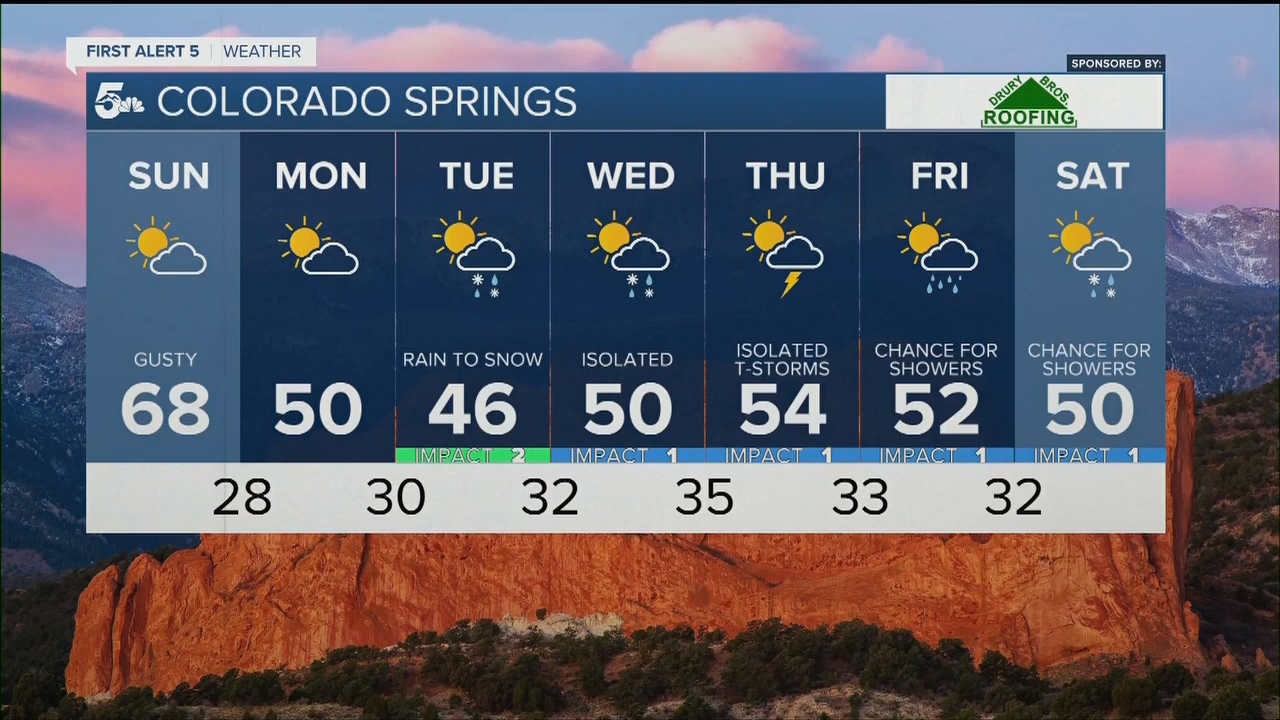 FIRST ALERT 5 | WEATHER
SPONSORED BY:
5 COLORADO SPRINGS
DRURY BROS.
ROOFING
SUN MON TUE WED THU FRI SAT
GUSTY
68
50
RAIN TO SNOW
46
IMPACT 2
ISOLATED
50
IMPACT 1
ISOLATED
T-STORMS
54
IMPACT 1
CHANCE FOR
SHOWERS
52
IMPACT 1
CHANCE FOR
SHOWERS
50
IMPACT 1
28 30 32 35 33 32